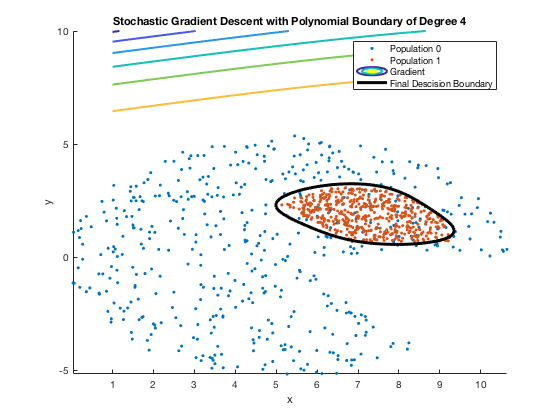 Stochastic Gradient Descent with Polynomial Boundary of Degree 4
Population 0
Population 1
Gradient
Final Descision Boundary
10
5
0
-5
y
1 2 3 4 5 6 7 8 9 10
x